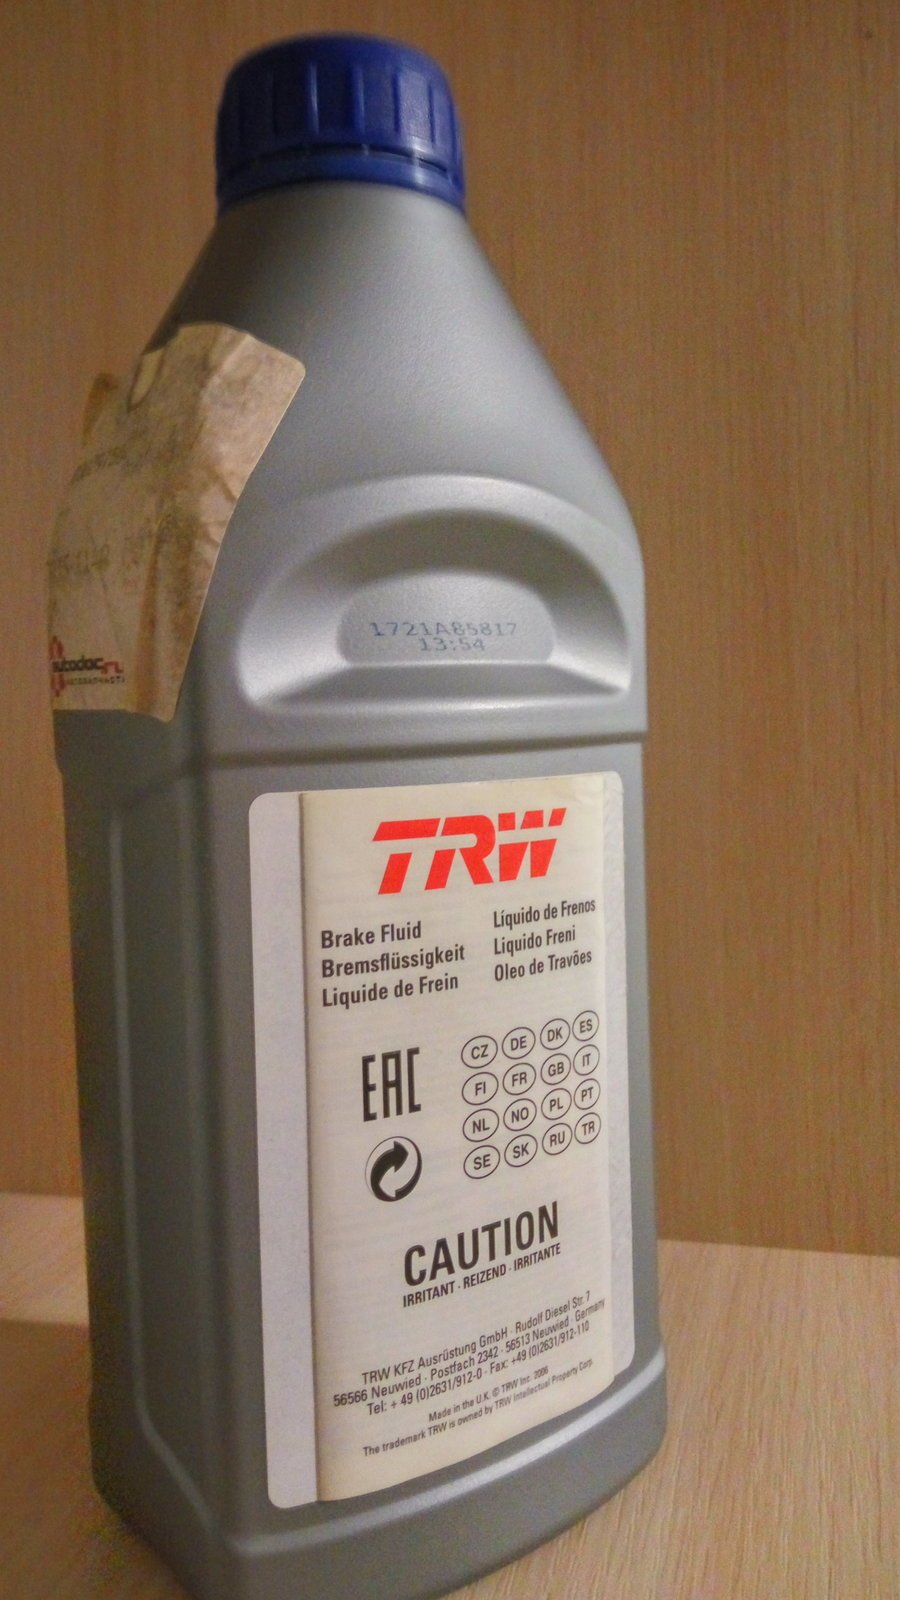 autodoc
1721A85817
13:54
TRW
Brake Fluid
Bremsflüssigkeit
Liquide de Frein
Líquido de Frenos
Liquido Freni
Oleo de Travões
EAC
CZ DE DK ES
FI FR GB IT
NL NO PL PT
SE SK RU TR
CAUTION
IRRITANT · REIZEND · IRRITANTE
TRW KFZ Ausrüstung GmbH · Rudolf Diesel Str. 7
56566 Neuwied · Postfach 2342 · 56513 Neuwied · Germany
Tel: + 49 (0)2631/912-0 · Fax: +49 (0)2631/912-110
Made in the U.K. © TRW Inc. 2006
The trademark TRW is owned by TRW Intellectual Property Corp.